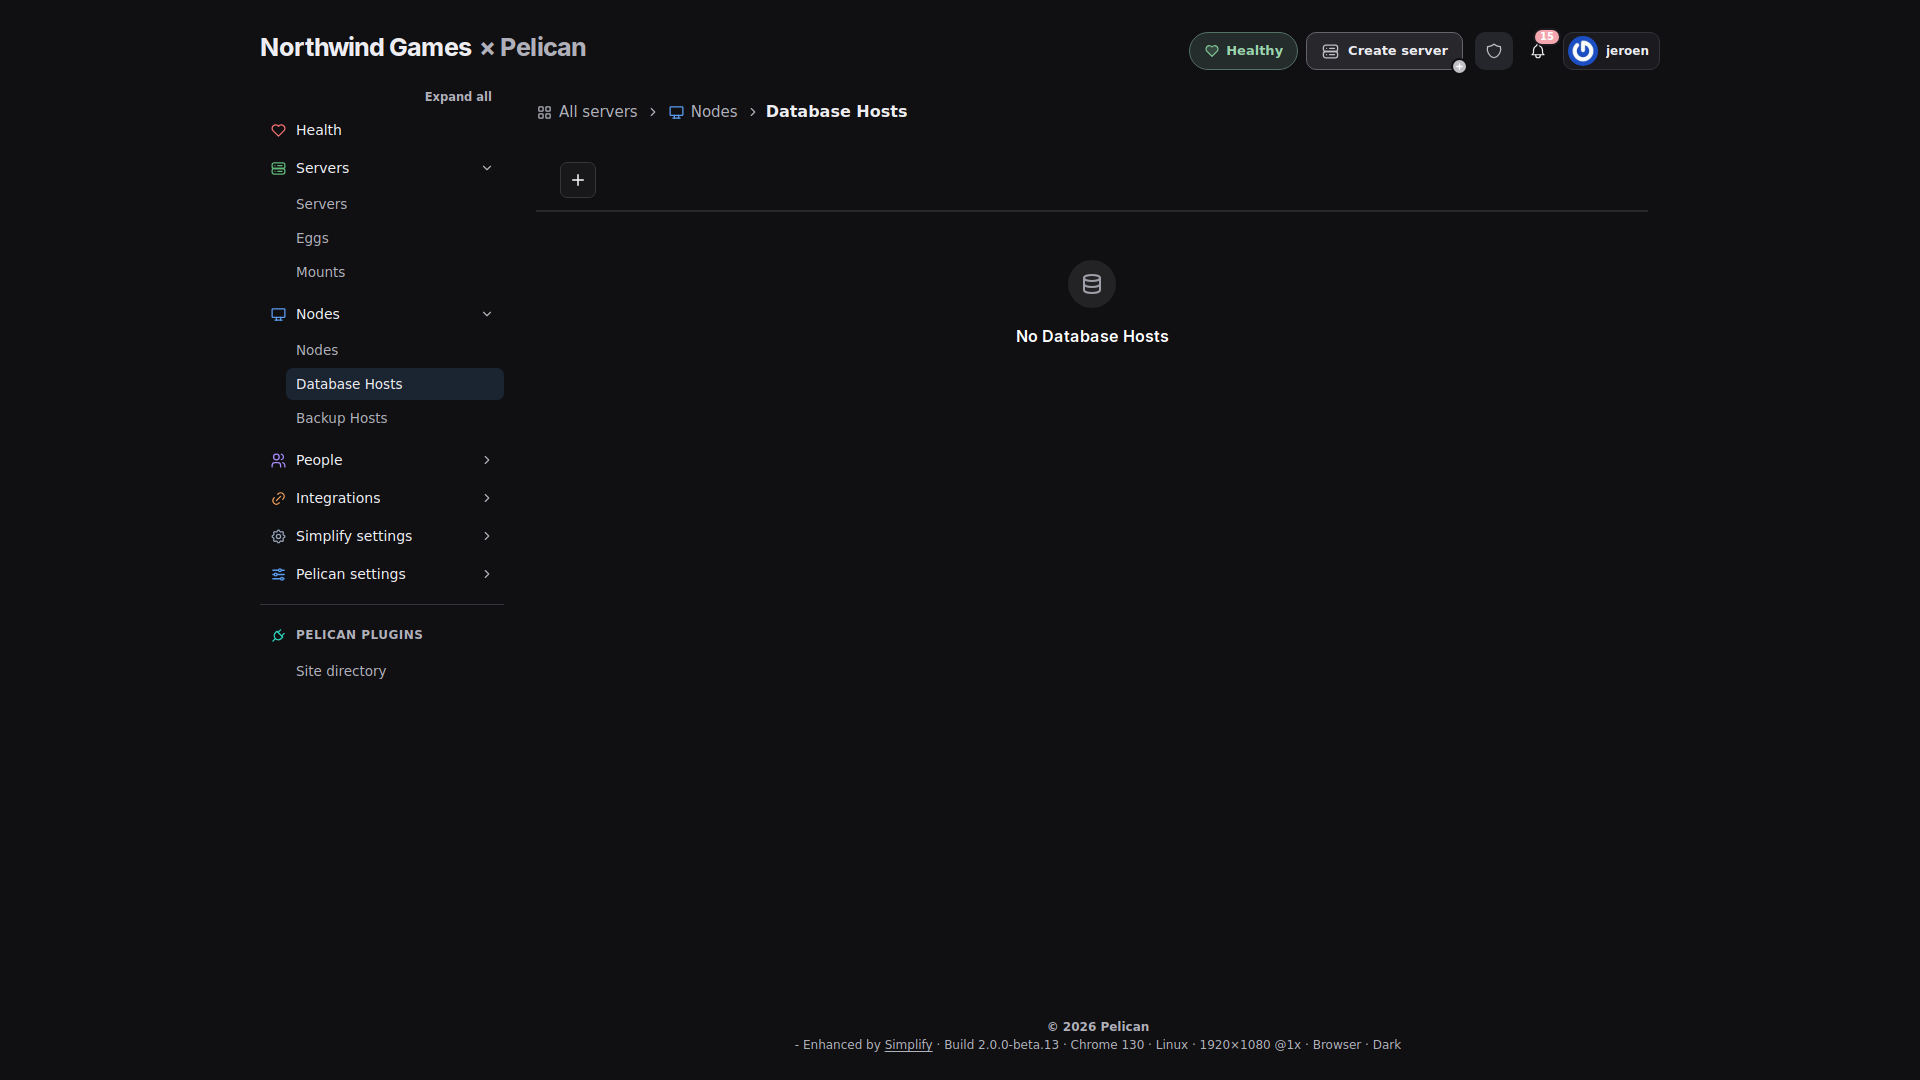 Northwind Games × Pelican
Healthy
Create server
15
jeroen
Expand all
Health
Servers
Servers
Eggs
Mounts
Nodes
Nodes
Database Hosts
Backup Hosts
People
Integrations
Simplify settings
Pelican settings
PELICAN PLUGINS
Site directory
All servers > Nodes > Database Hosts
No Database Hosts
© 2026 Pelican
- Enhanced by Simplify · Build 2.0.0-beta.13 · Chrome 130 · Linux · 1920×1080 @1x · Browser · Dark